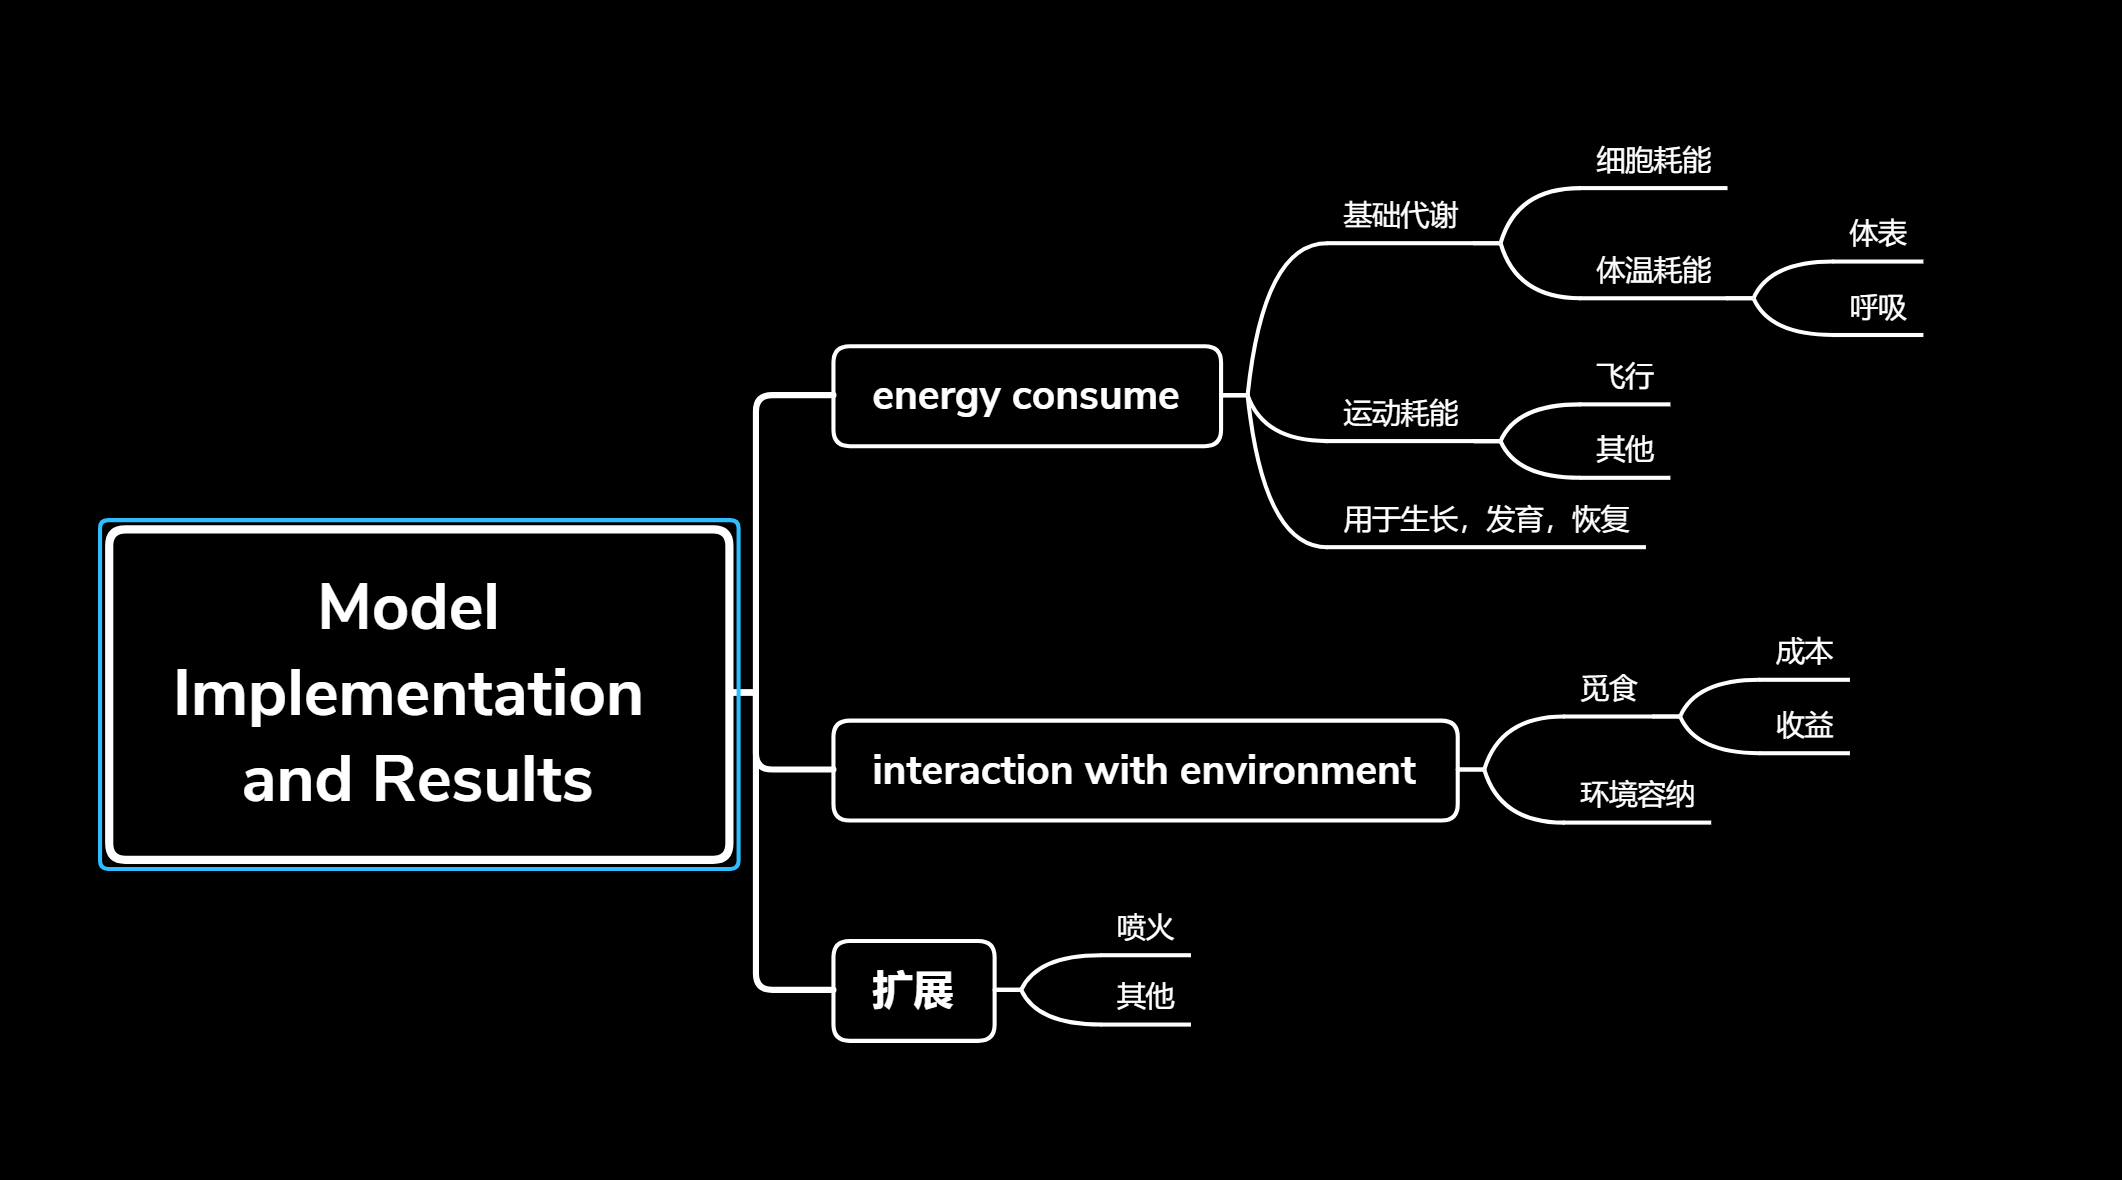 Model
Implementation
and Results
energy consume
基础代谢
细胞耗能
体温耗能
体表
呼吸
运动耗能
飞行
其他
用于生长，发育，恢复
interaction with environment
觅食
成本
收益
环境容纳
扩展
喷火
其他